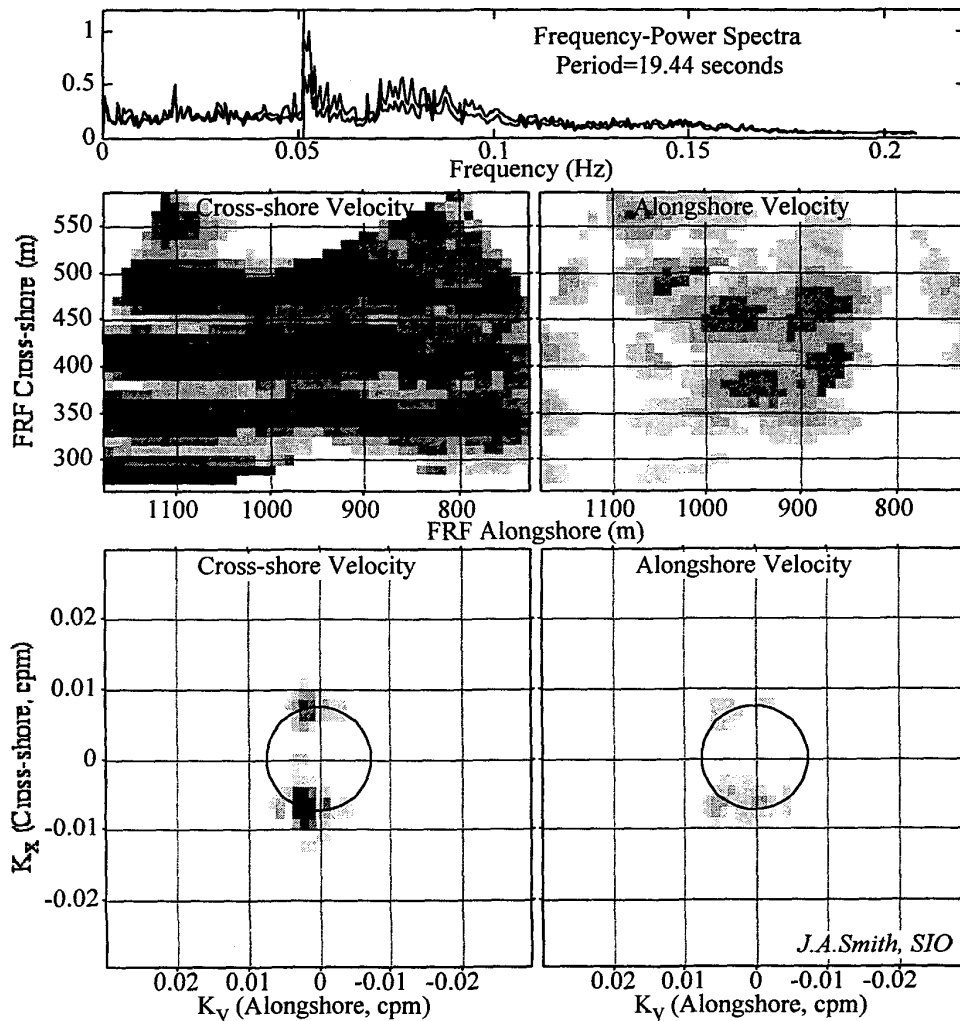 1
0.5
0
Frequency-Power Spectra
Period=19.44 seconds
0 0.05 0.1 0.15 0.2
Frequency (Hz)
Cross-shore Velocity
Alongshore Velocity
FRF Cross-shore (m)
550
500
450
400
350
300
1100 1000 900 800
1100 1000 900 800
FRF Alongshore (m)
Cross-shore Velocity
Alongshore Velocity
K_X (Cross-shore, cpm)
0.02
0.01
0
-0.01
-0.02
J.A.Smith, SIO
0.02 0.01 0 -0.01 -0.02
0.02 0.01 0 -0.01 -0.02
K_y (Alongshore, cpm)
K_y (Alongshore, cpm)